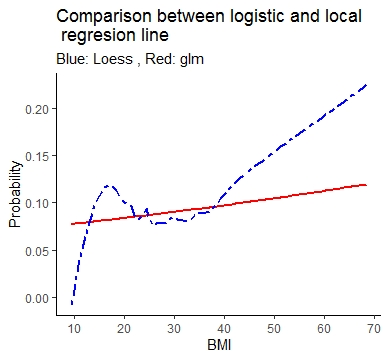 Comparison between logistic and local
regresion line
Blue: Loess , Red: glm
Probability
0.20
0.15
0.10
0.05
0.00
10 20 30 40 50 60 70
BMI